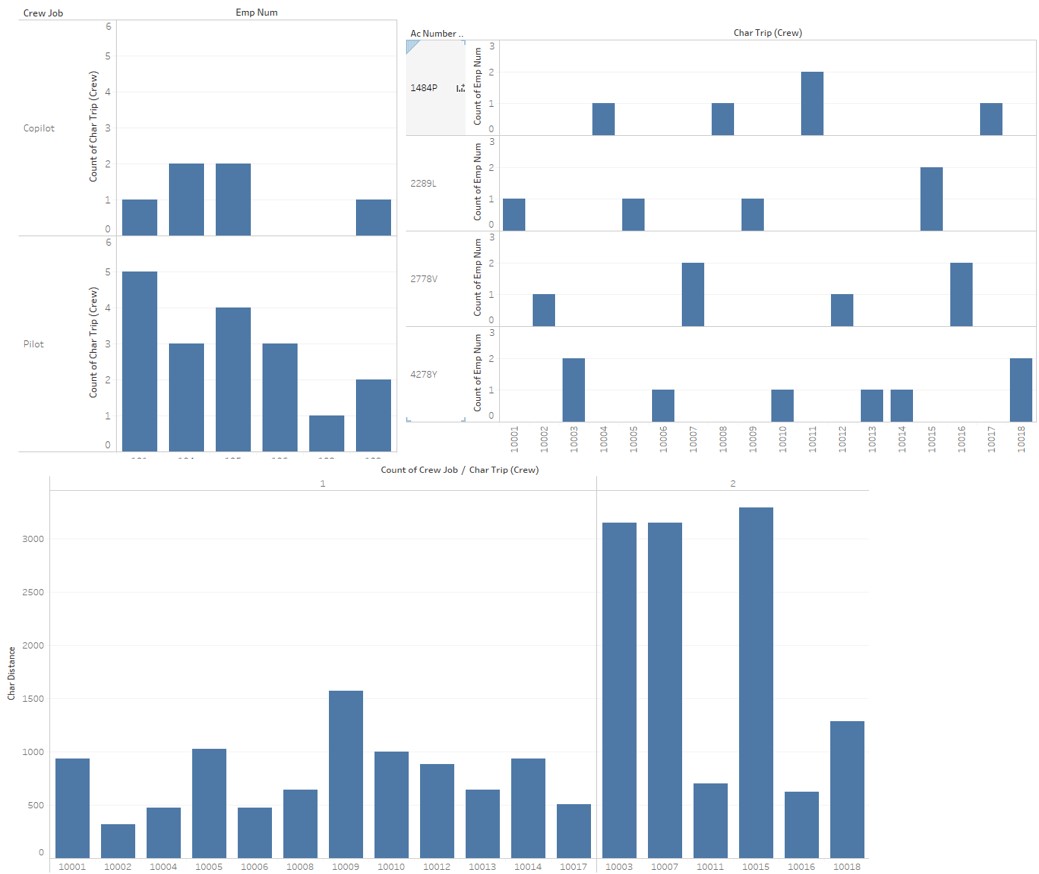 Crew Job
Emp Num
Copilot
Count of Char Trip (Crew)
6
5
4
3
2
1
0
Pilot
Count of Char Trip (Crew)
6
5
4
3
2
1
0
Ac Number ..
Char Trip (Crew)
1484P
Count of Emp Num
3
2
1
0
2289L
Count of Emp Num
3
2
1
0
2778V
Count of Emp Num
3
2
1
0
4278Y
Count of Emp Num
3
2
1
0
10001 10002 10003 10004 10005 10006 10007 10008 10009 10010 10011 10012 10013 10014 10015 10016 10017 10018
Count of Crew Job / Char Trip (Crew)
1 2
Char Distance
3000
2500
2000
1500
1000
500
0
10001 10002 10004 10005 10006 10008 10009 10010 10012 10013 10014 10017 10003 10007 10011 10015 10016 10018